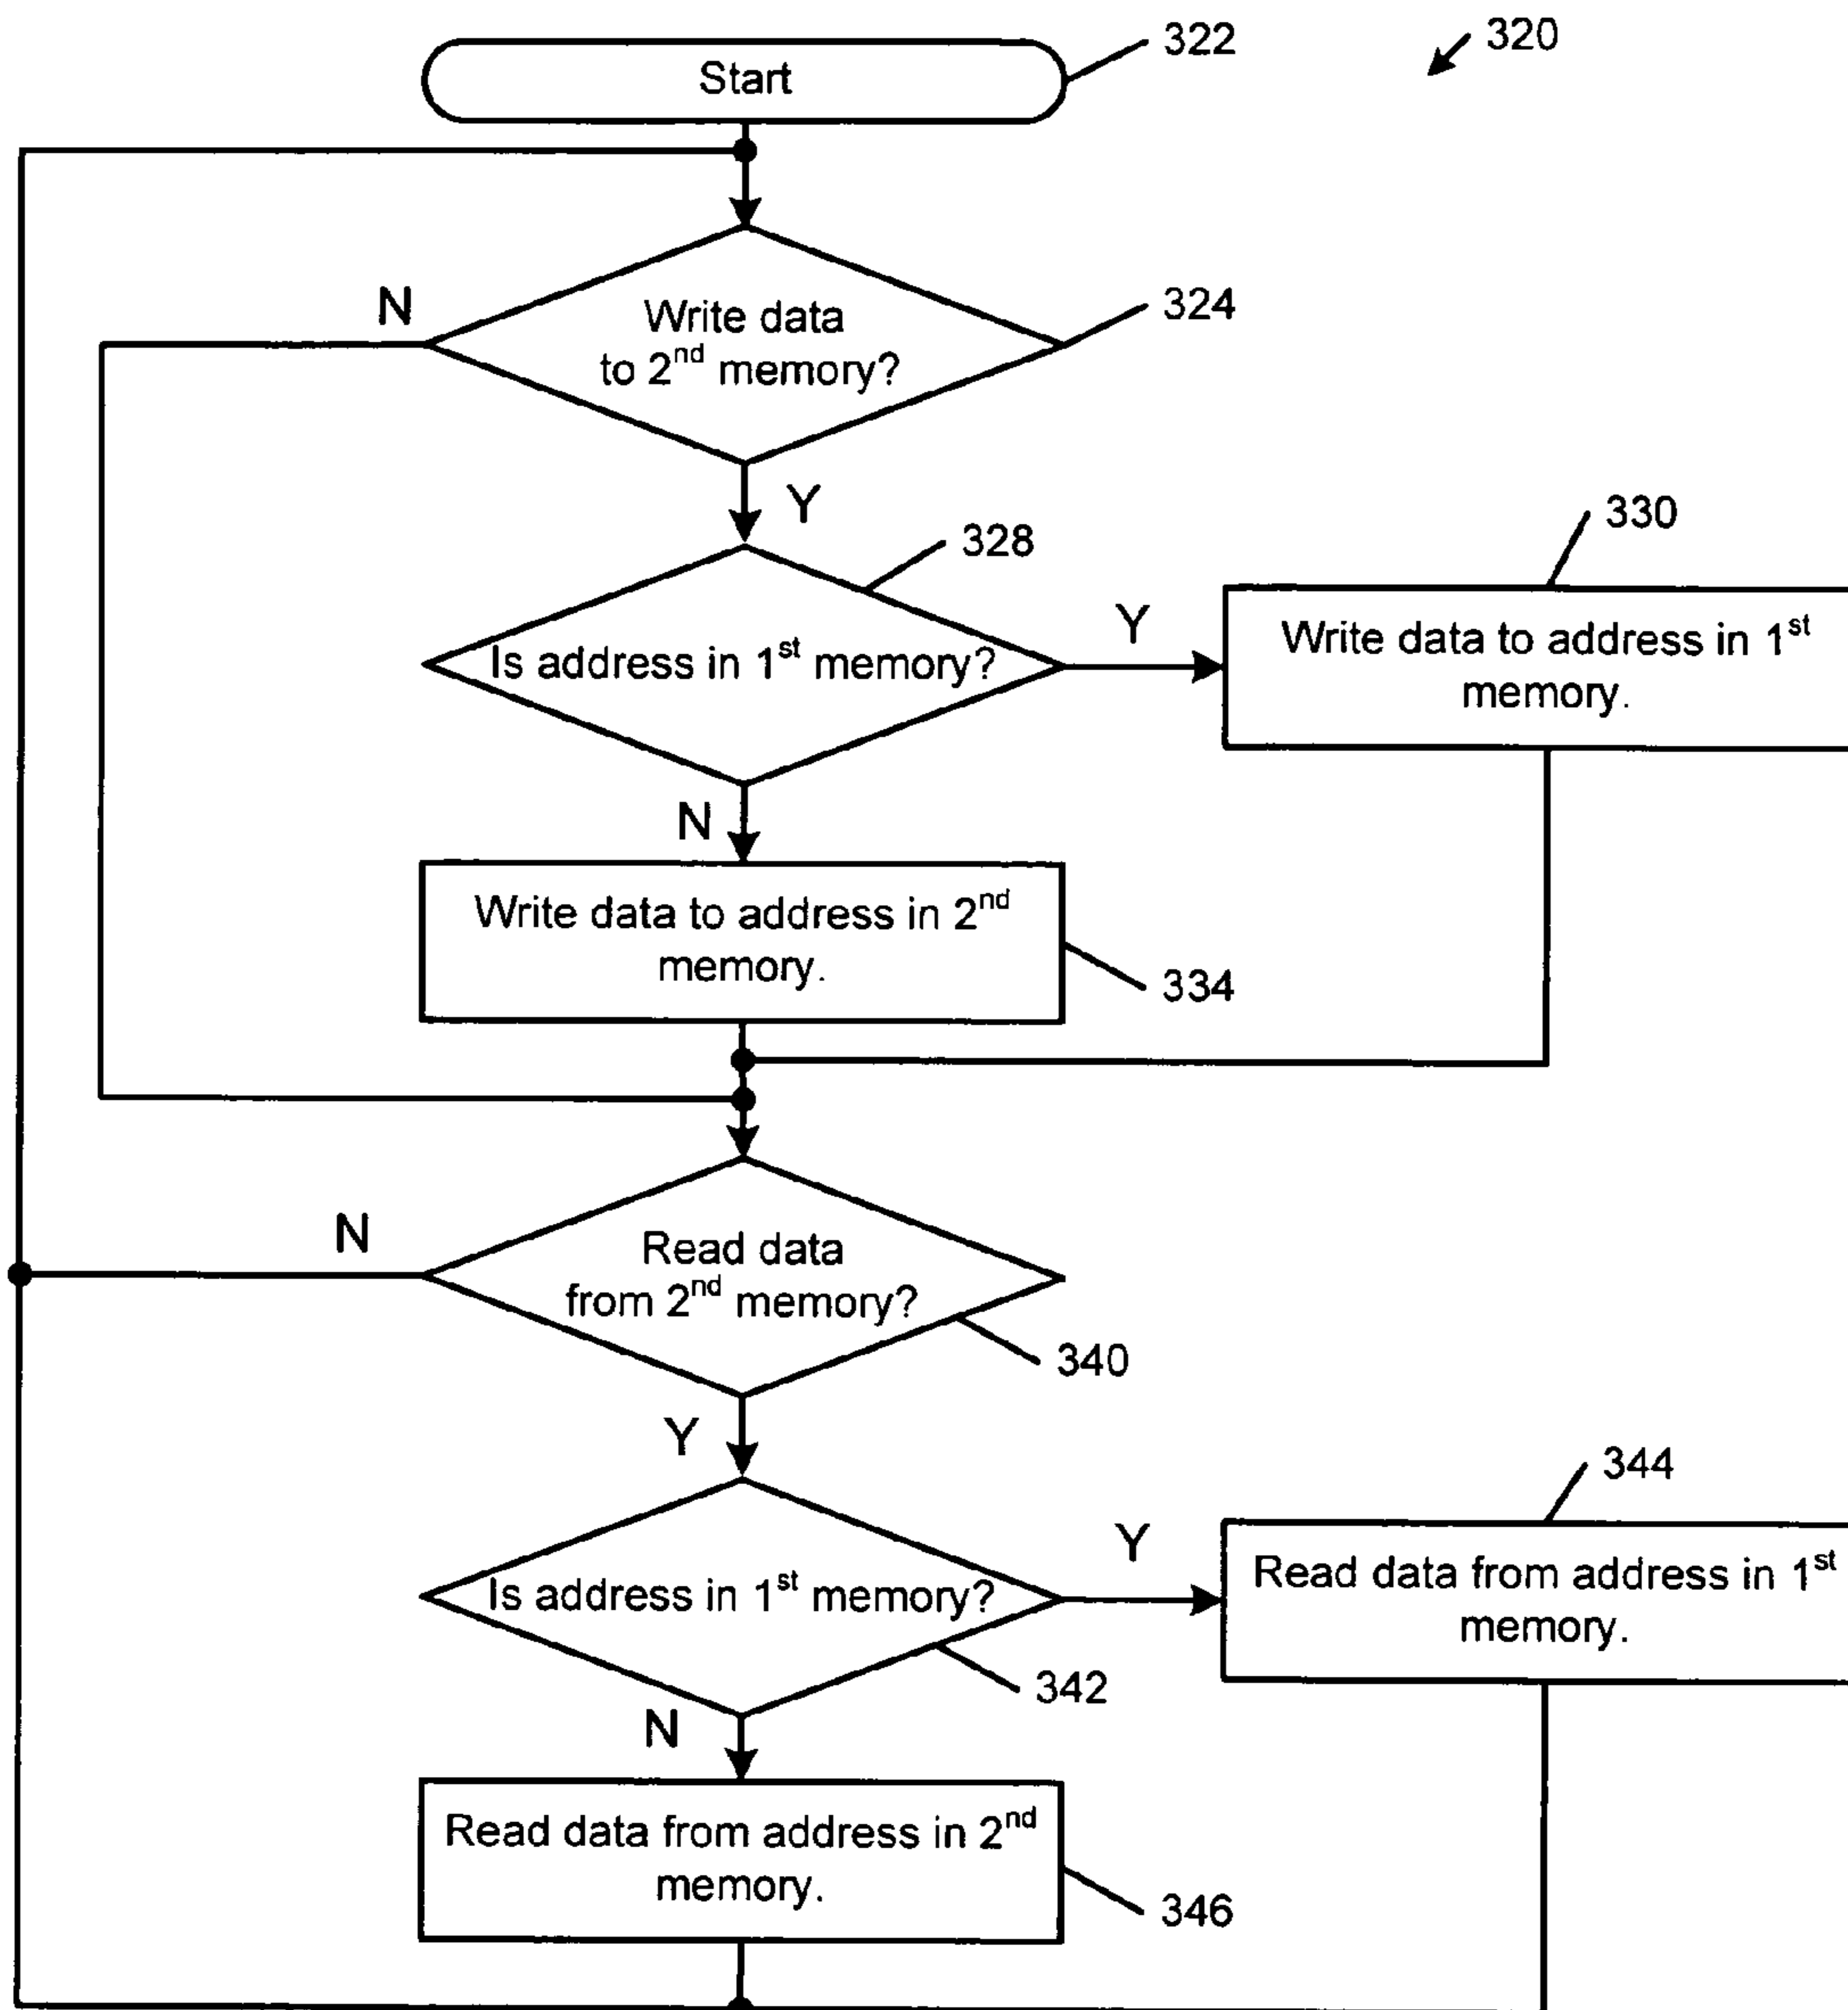 320
Start
322
N
Write data
to 2nd memory?
324
Y
328
Is address in 1st memory?
Y
330
Write data to address in 1st
memory.
N
Write data to address in 2nd
memory.
334
N
Read data
from 2nd memory?
340
Y
Is address in 1st memory?
342
Y
344
Read data from address in 1st
memory.
N
Read data from address in 2nd
memory.
346